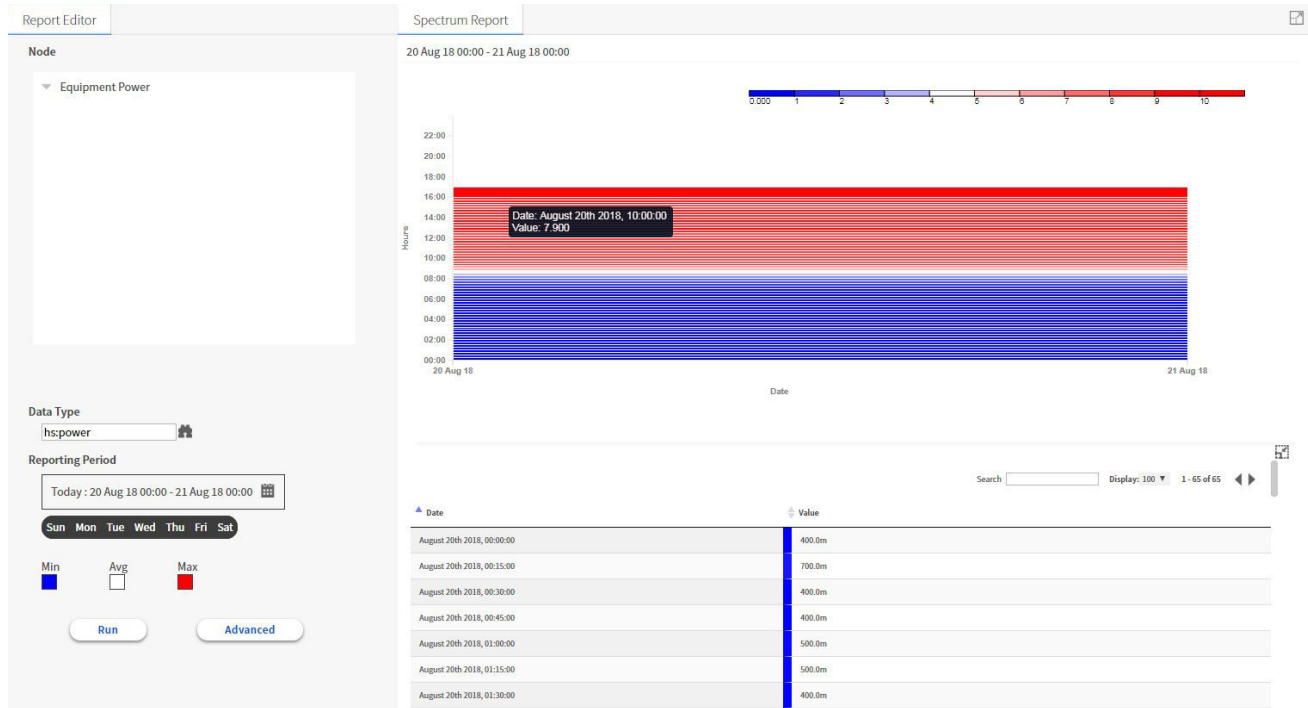 Report Editor
Spectrum Report
Node
Equipment Power
Data Type
hs:power
Reporting Period
Today : 20 Aug 18 00:00 - 21 Aug 18 00:00
Sun Mon Tue Wed Thu Fri Sat
Min Avg Max
Run Advanced
20 Aug 18 00:00 - 21 Aug 18 00:00
0.000 1 2 3 4 5 6 7 8 9 10
22:00
20:00
18:00
16:00
14:00
12:00
10:00
08:00
06:00
04:00
02:00
00:00
Hours
Date: August 20th 2018, 10:00:00
Value: 7.900
20 Aug 18 21 Aug 18
Date
Search Display: 100 1 - 65 of 65
Date Value
August 20th 2018, 00:00:00 400.0m
August 20th 2018, 00:15:00 700.0m
August 20th 2018, 00:30:00 400.0m
August 20th 2018, 00:45:00 400.0m
August 20th 2018, 01:00:00 500.0m
August 20th 2018, 01:15:00 500.0m
August 20th 2018, 01:30:00 400.0m